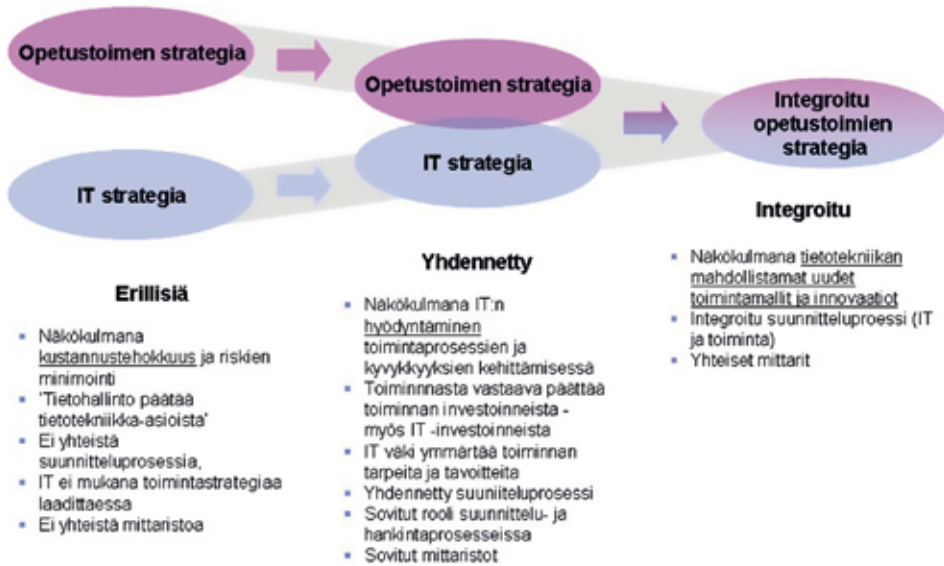 Opetustoimen strategia
IT strategia
Opetustoimen strategia
IT strategia
Integroitu
opetustoimien
strategia
Erillisiä
▪ Näkökulmana
kustannustehokkuus ja riskien
minimointi
▪ 'Tietohallinto päätää
tietotekniikka-asioista'
▪ Ei yhteistä
suunnitteluprosessia,
▪ IT ei mukana toimintastrategiaa
laadittaessa
▪ Ei yhteistä mittaristoa
Yhdennetty
▪ Näkökulmana IT:n
hyödyntäminen
toimintaprosessien ja
kyvykkyyksien kehittämisessä
▪ Toiminnnasta vastaava päättää
toiminnan investoinneista -
myös IT -investoinneista
▪ IT väki ymmärtää toiminnan
tarpeita ja tavoitteita
▪ Yhdennetty suuniiteluprosessi
▪ Sovitut rooli suunnittelu- ja
hankintaprosesseissa
▪ Sovitut mittaristot
Integroitu
▪ Näkökulmana tietotekniikan
mahdollistamat uudet
toimintamallit ja innovaatiot
▪ Integroitu suunnitteluproessi (IT
ja toiminta)
▪ Yhteiset mittarit